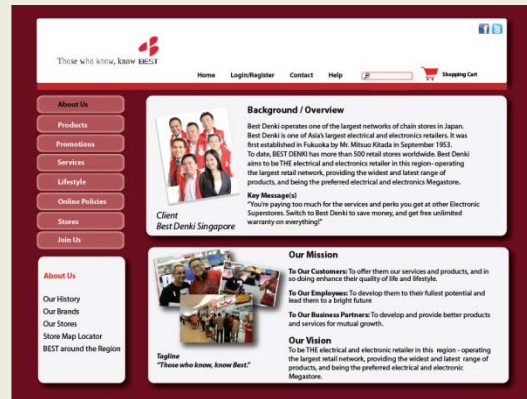 Those who know, know BEST
Home Login/Register Contact Help Shopping Cart
About Us
Products
Promotions
Services
Lifestyle
Online Policies
Stores
Join Us
About Us
Our History
Our Brands
Our Stores
Store Map Locator
BEST around the Region
Client
Best Denki Singapore
Background / Overview
Best Denki operates one of the largest networks of chain stores in Japan.
Best Denki is one of Asia's largest electrical and electronics retailers. It was
first established in Fukuoka by Mr. Mitsuo Kitada in September 1953.
To date, BEST DENKI has more than 500 retail stores worldwide. Best Denki
aims to be THE electrical and electronics retailer in this region- operating
the largest retail network, providing the widest and latest range of
products, and being the preferred electrical and electronics Megastore.
Key Message(s)
"You're paying too much for the services and perks you get at other Electronic
Superstores. Switch to Best Denki to save money, and get free unlimited
warranty on everything!"
Tagline
"Those who know, know Best."
Our Mission
To Our Customers: To offer them our services and products, and in
so doing enhance their quality of life and lifestyle.
To Our Employees: To develop them to their fullest potential and
lead them to a bright future
To Our Business Partners: To develop and provide better products
and services for mutual growth.
Our Vision
To be THE electrical and electronic retailer in this region - operating
the largest retail network, providing the widest and latest range of
products, and being the preferred electrical and electronic
Megastore.